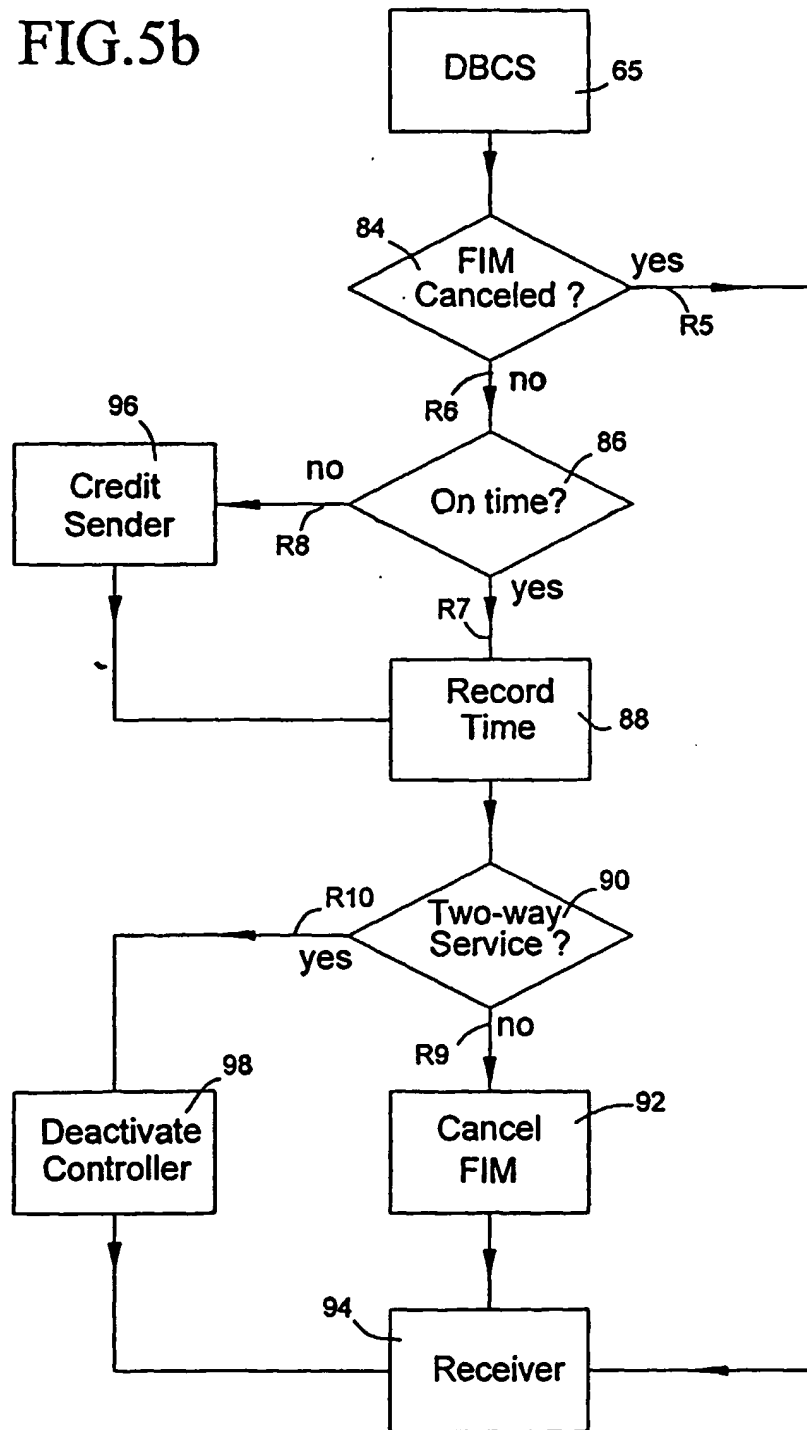 FIG.5b
DBCS
65
84
FIM
Canceled ?
yes
R5
R6
no
96
Credit
Sender
no
R8
86
On time?
yes
R7
Record
Time
88
R10
yes
90
Two-way
Service ?
R9
no
98
Deactivate
Controller
92
Cancel
FIM
94
Receiver